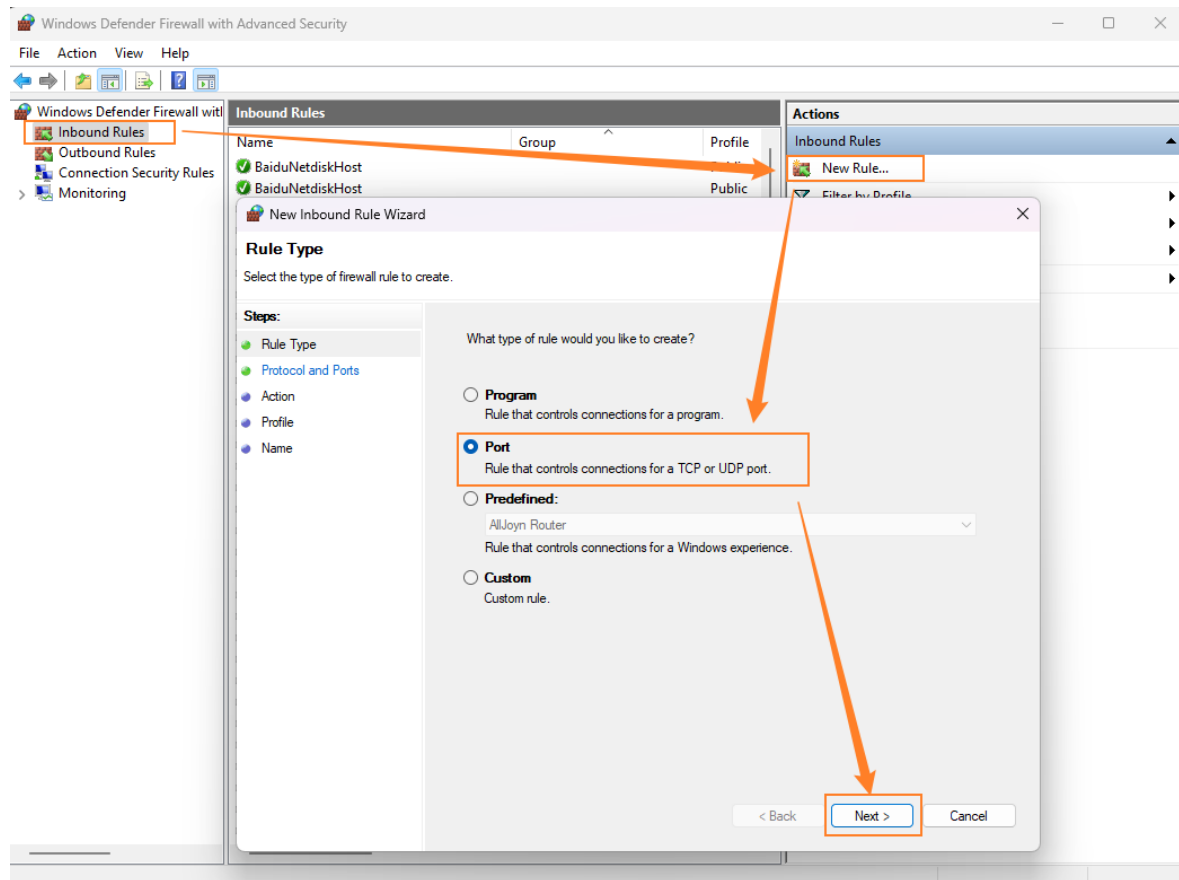 Windows Defender Firewall with Advanced Security
File Action View Help
Windows Defender Firewall wit
Inbound Rules
Outbound Rules
Connection Security Rules
Monitoring
Inbound Rules
Name Group Profile
BaiduNetdiskHost
BaiduNetdiskHost Public
Actions
Inbound Rules
New Rule...
Filter by Profile
New Inbound Rule Wizard
Rule Type
Select the type of firewall rule to create.
Steps:
Rule Type
Protocol and Ports
Action
Profile
Name
What type of rule would you like to create?
Program
Rule that controls connections for a program.
Port
Rule that controls connections for a TCP or UDP port.
Predefined:
AllJoyn Router
Rule that controls connections for a Windows experience.
Custom
Custom rule.
< Back Next > Cancel